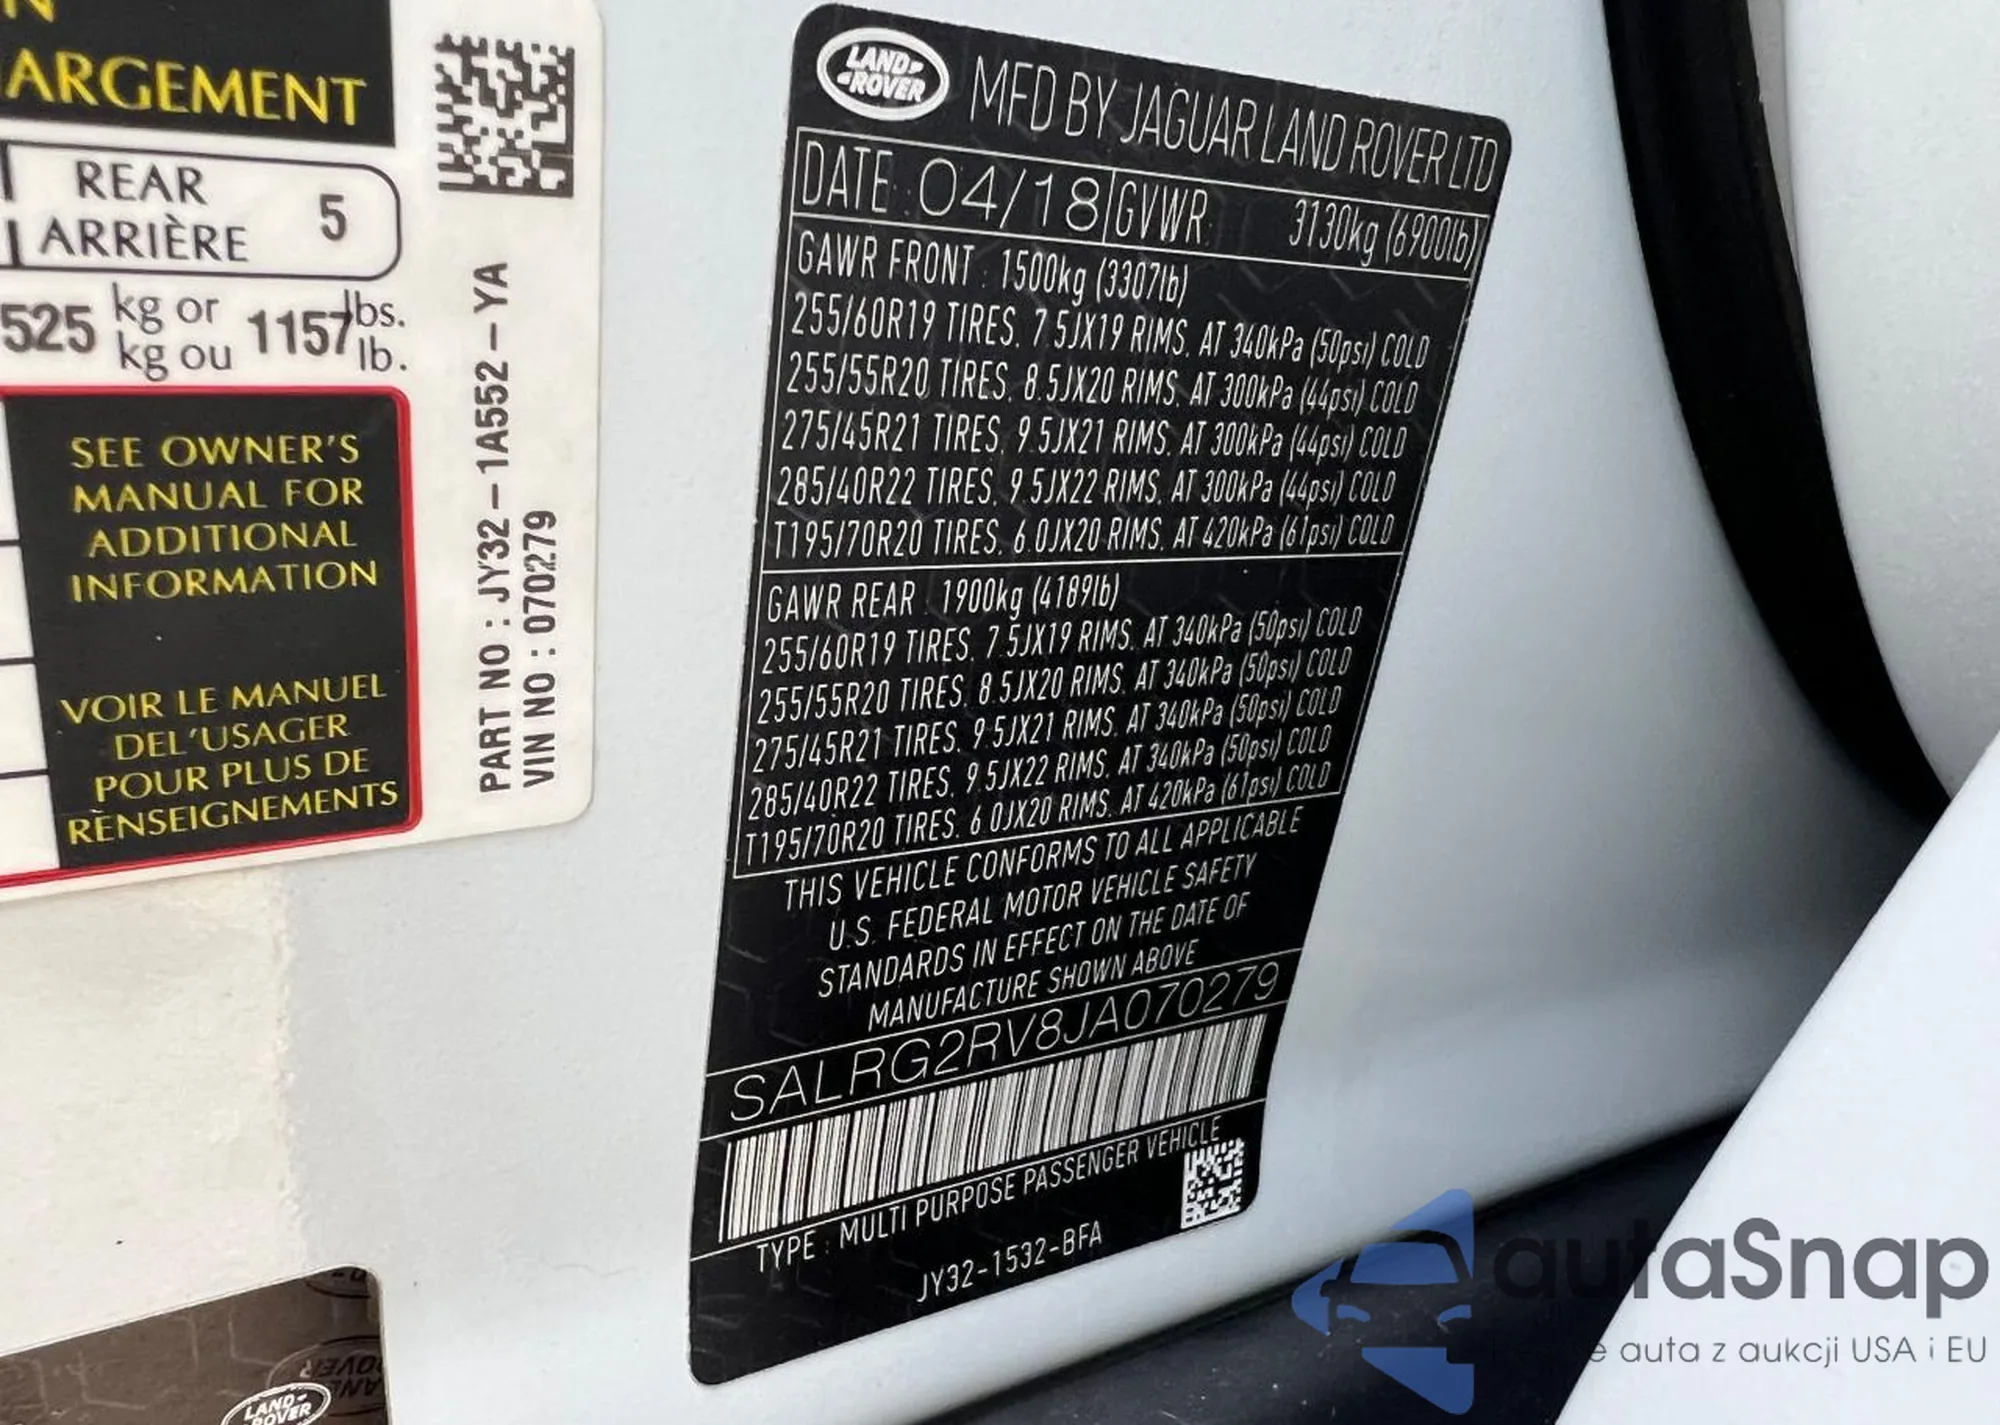 N
ARGEMENT
REAR
ARRIÈRE
5
525 kg or 1157 lbs.
kg ou lb.
SEE OWNER'S
MANUAL FOR
ADDITIONAL
INFORMATION
VOIR LE MANUEL
DEL'USAGER
POUR PLUS DE
RENSEIGNEMENTS
PART NO : JY32-1A552-YA
VIN NO : 070279
LAND
ROVER
MFD BY JAGUAR LAND ROVER LTD
DATE: 04/18 GVWR: 3130kg (6900lb)
GAWR FRONT : 1500kg (3307lb)
255/60R19 TIRES, 7.5JX19 RIMS, AT 340kPa (50psi) COLD
255/55R20 TIRES, 8.5JX20 RIMS, AT 300kPa (44psi) COLD
275/45R21 TIRES, 9.5JX21 RIMS, AT 300kPa (44psi) COLD
285/40R22 TIRES, 9.5JX22 RIMS, AT 300kPa (44psi) COLD
T195/70R20 TIRES, 6.0JX20 RIMS, AT 420kPa (61psi) COLD
GAWR REAR : 1900kg (4189lb)
255/60R19 TIRES, 7.5JX19 RIMS, AT 340kPa (50psi) COLD
255/55R20 TIRES, 8.5JX20 RIMS, AT 340kPa (50psi) COLD
275/45R21 TIRES, 9.5JX21 RIMS, AT 340kPa (50psi) COLD
285/40R22 TIRES, 9.5JX22 RIMS, AT 340kPa (50psi) COLD
T195/70R20 TIRES, 6.0JX20 RIMS, AT 420kPa (61psi) COLD
THIS VEHICLE CONFORMS TO ALL APPLICABLE
U.S. FEDERAL MOTOR VEHICLE SAFETY
STANDARDS IN EFFECT ON THE DATE OF
MANUFACTURE SHOWN ABOVE
SALRG2RV8JA070279
TYPE : MULTI PURPOSE PASSENGER VEHICLE
JY32-1532-BFA
LAND
ROVER
autaSnap
auta z aukcji USA i EU